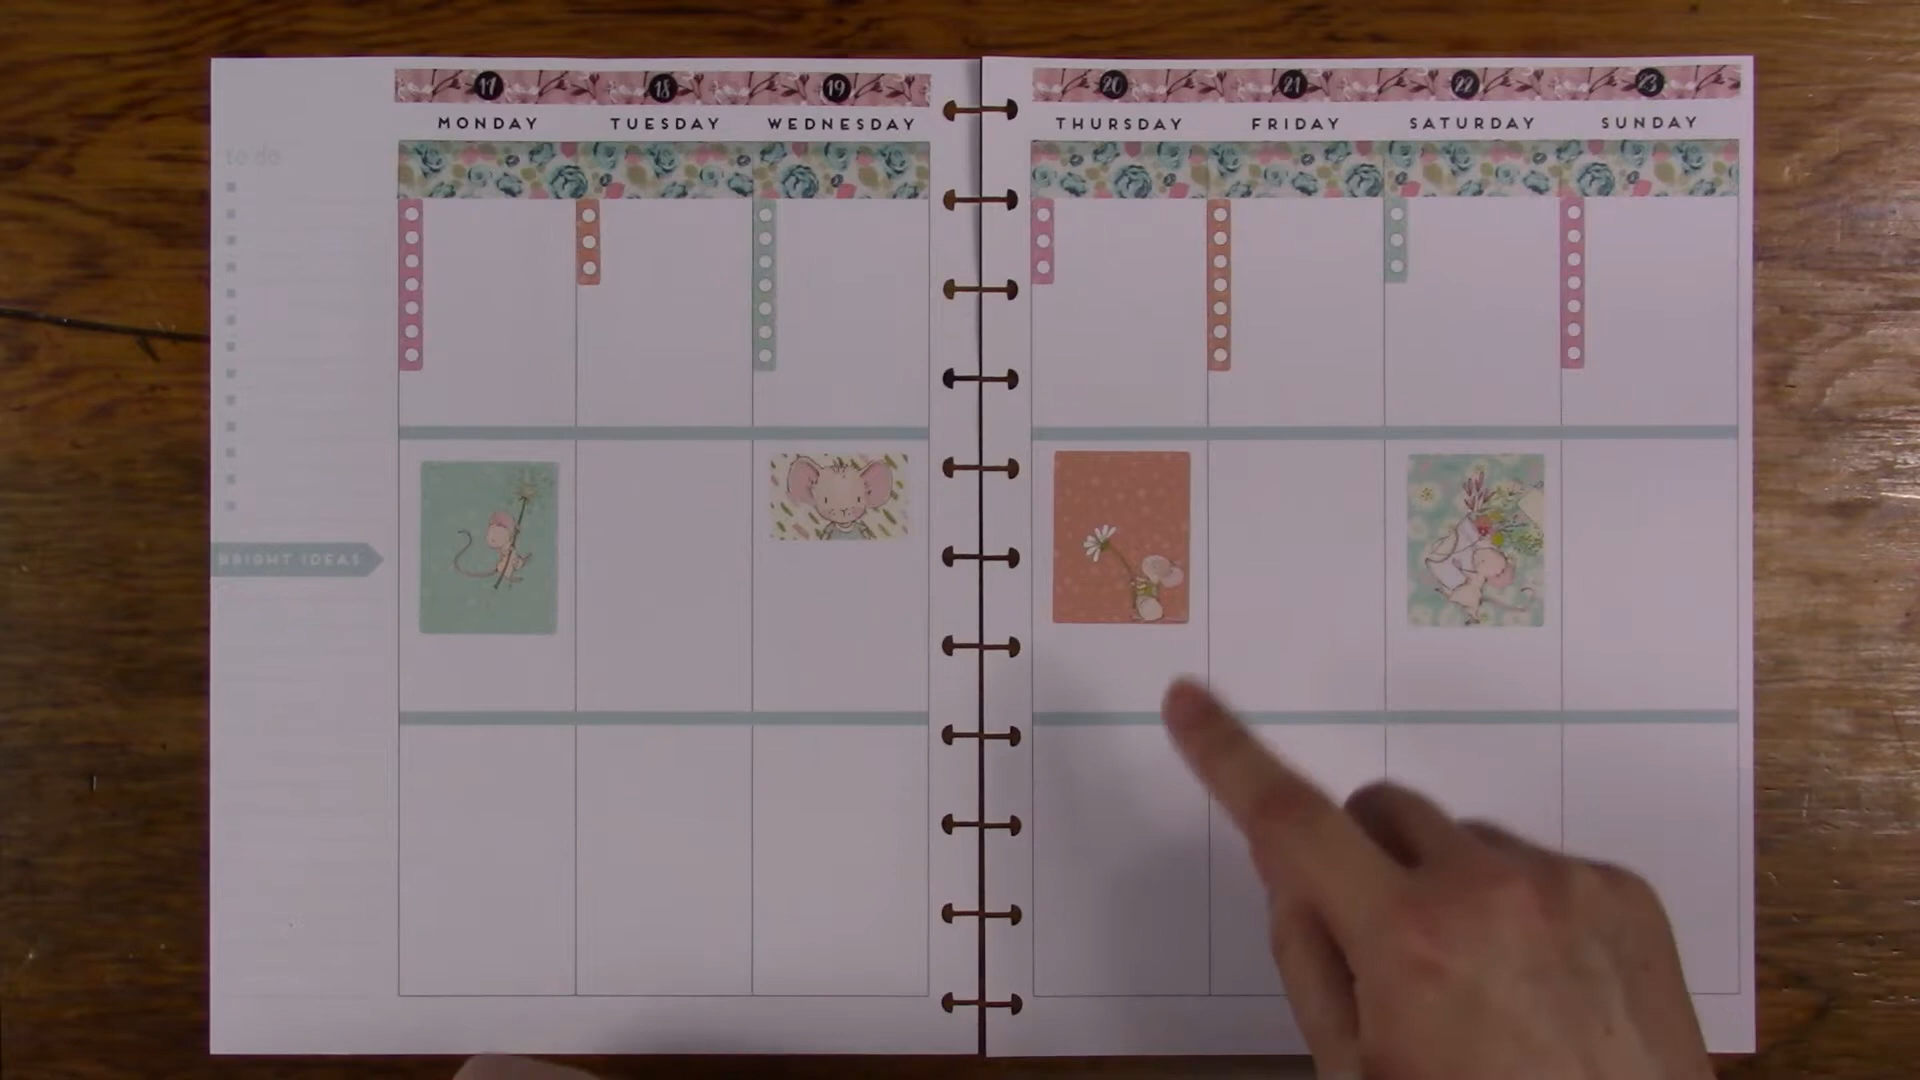 17 18 19 20 21 22 23
MONDAY TUESDAY WEDNESDAY THURSDAY FRIDAY SATURDAY SUNDAY
to do
BRIGHT IDEAS